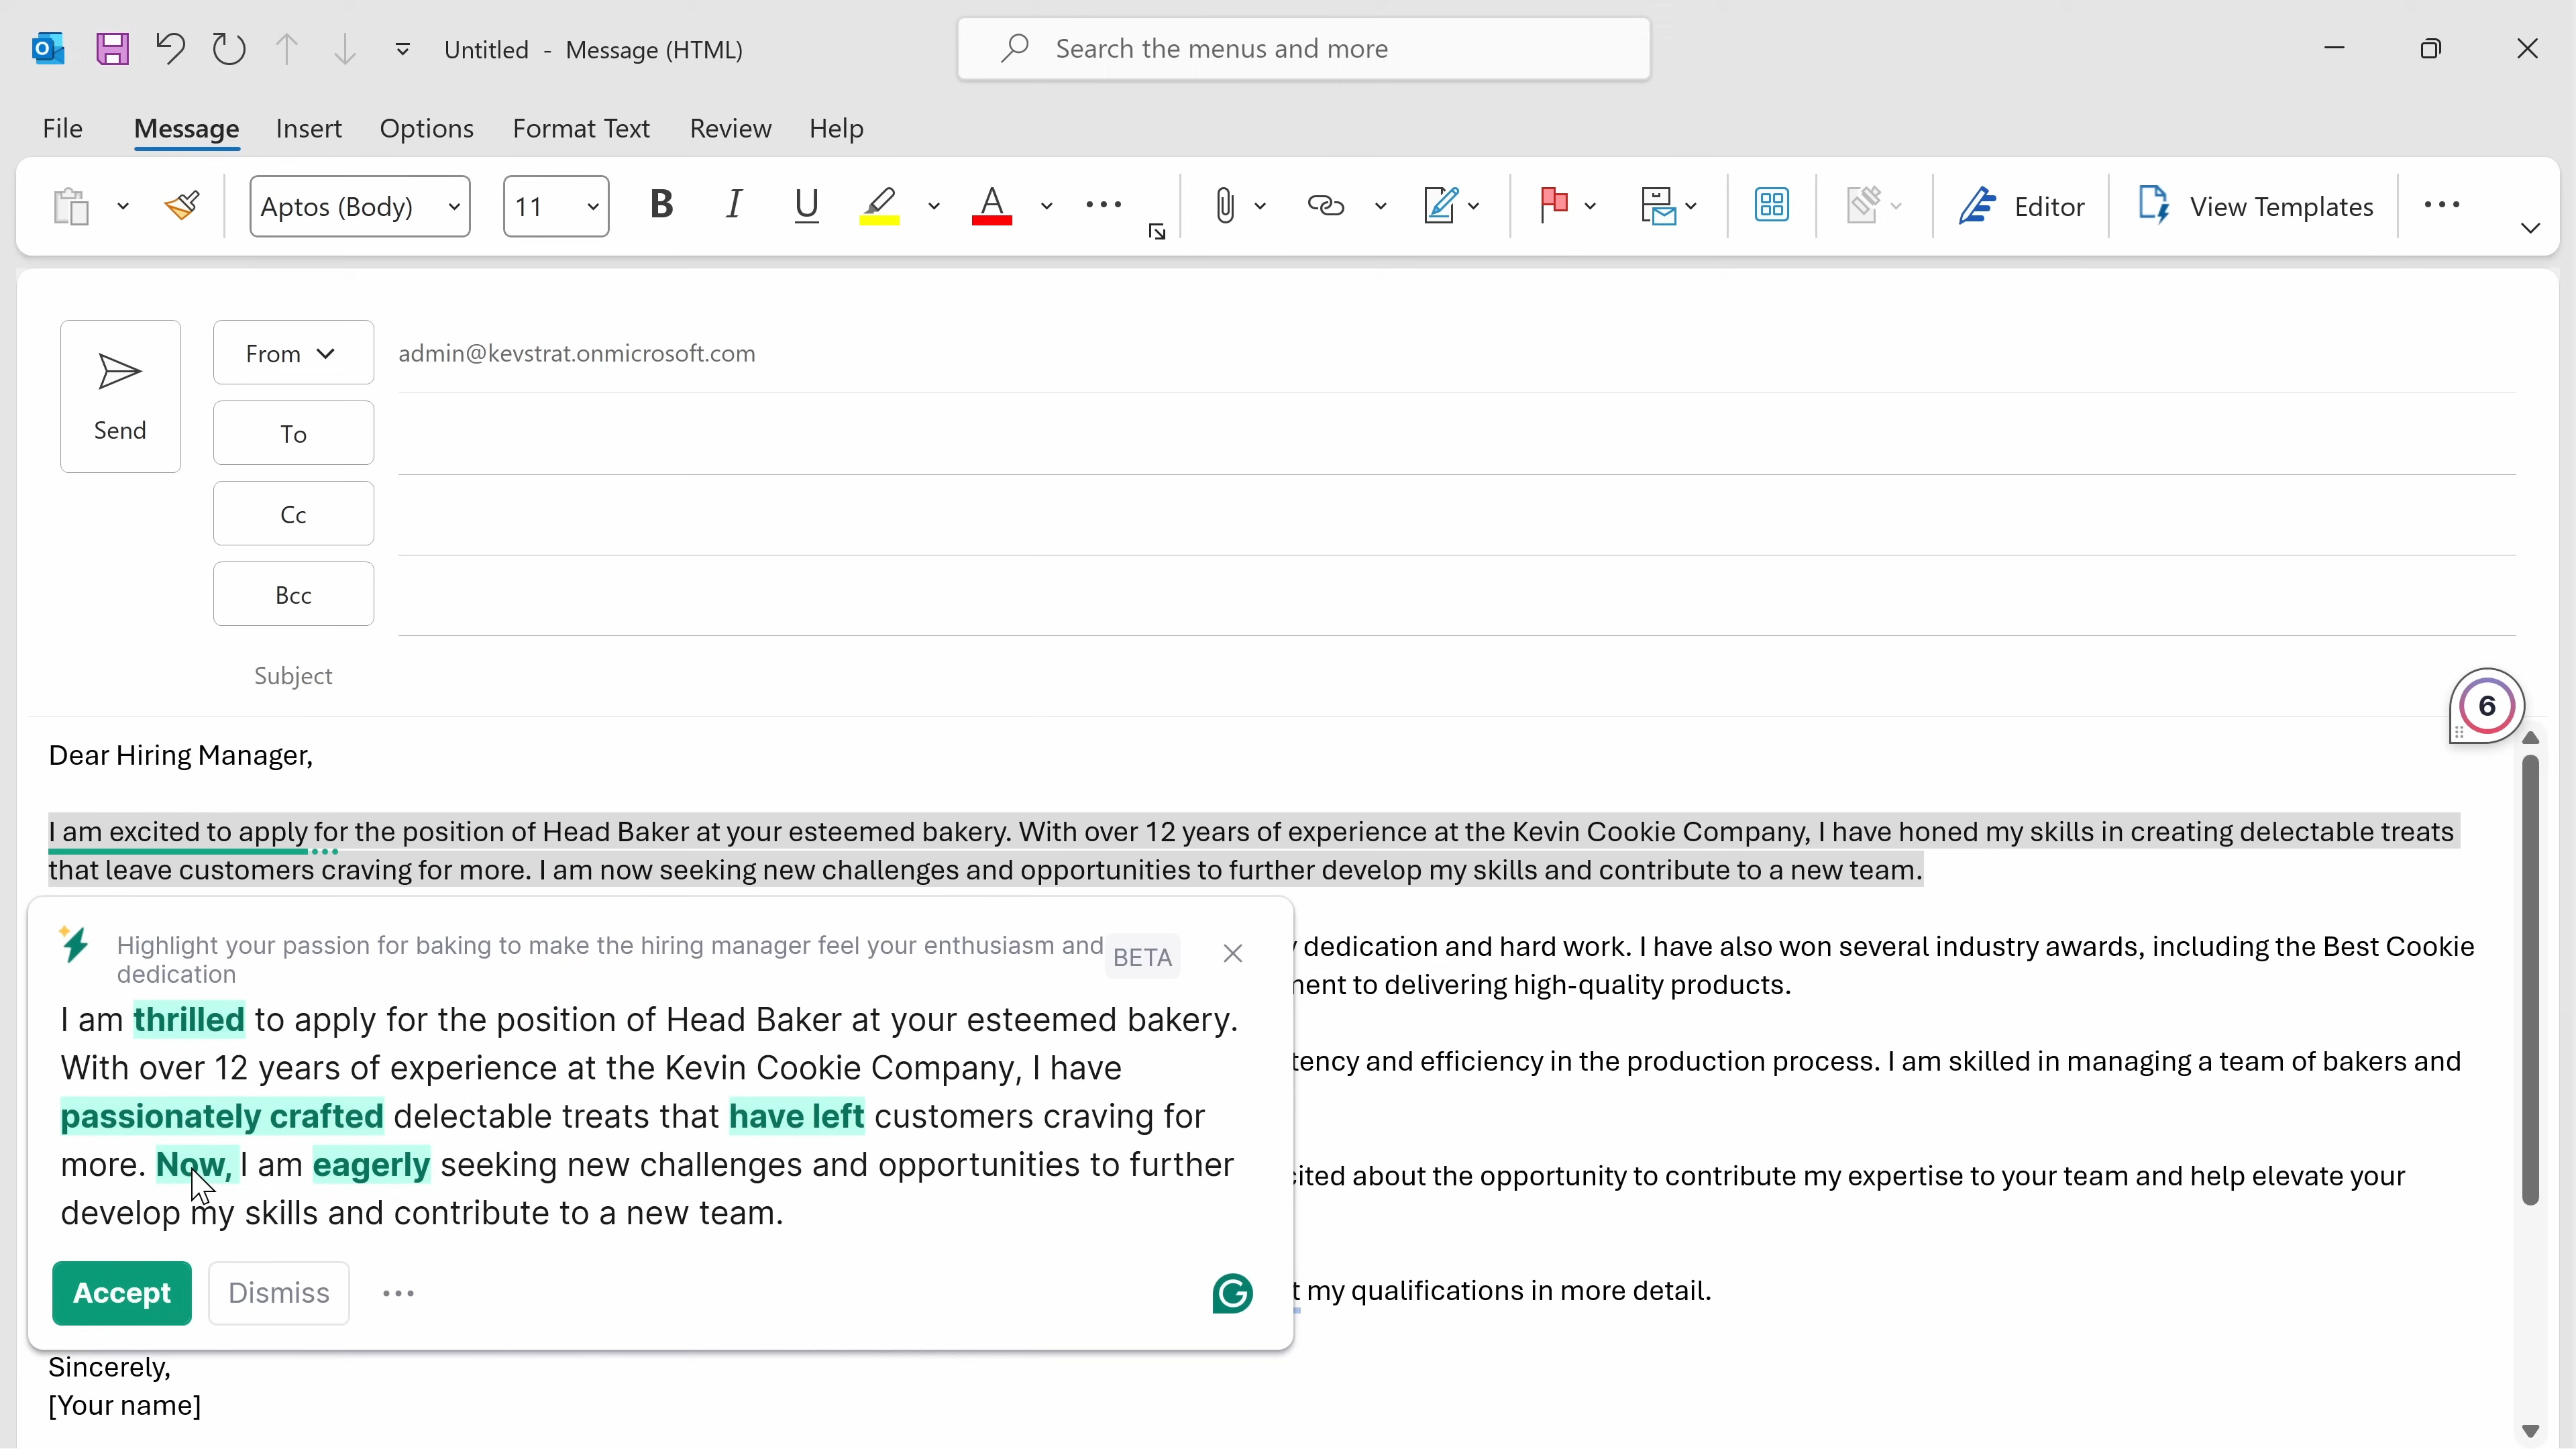 Untitled - Message (HTML)
Search the menus and more
File Message Insert Options Format Text Review Help
Aptos (Body) 11 B I U A Editor View Templates
From admin@kevstrat.onmicrosoft.com
Send
To
Cc
Bcc
Subject
6
Dear Hiring Manager,
I am excited to apply for the position of Head Baker at your esteemed bakery. With over 12 years of experience at the Kevin Cookie Company, I have honed my skills in creating delectable treats
that leave customers craving for more. I am now seeking new challenges and opportunities to further develop my skills and contribute to a new team.
Highlight your passion for baking to make the hiring manager feel your enthusiasm and
dedication
BETA
I am thrilled to apply for the position of Head Baker at your esteemed bakery.
With over 12 years of experience at the Kevin Cookie Company, I have
passionately crafted delectable treats that have left customers craving for
more. Now, I am eagerly seeking new challenges and opportunities to further
develop my skills and contribute to a new team.
Accept Dismiss
dedication and hard work. I have also won several industry awards, including the Best Cookie
to delivering high-quality products.
and efficiency in the production process. I am skilled in managing a team of bakers and
about the opportunity to contribute my expertise to your team and help elevate your
my qualifications in more detail.
Sincerely,
[Your name]